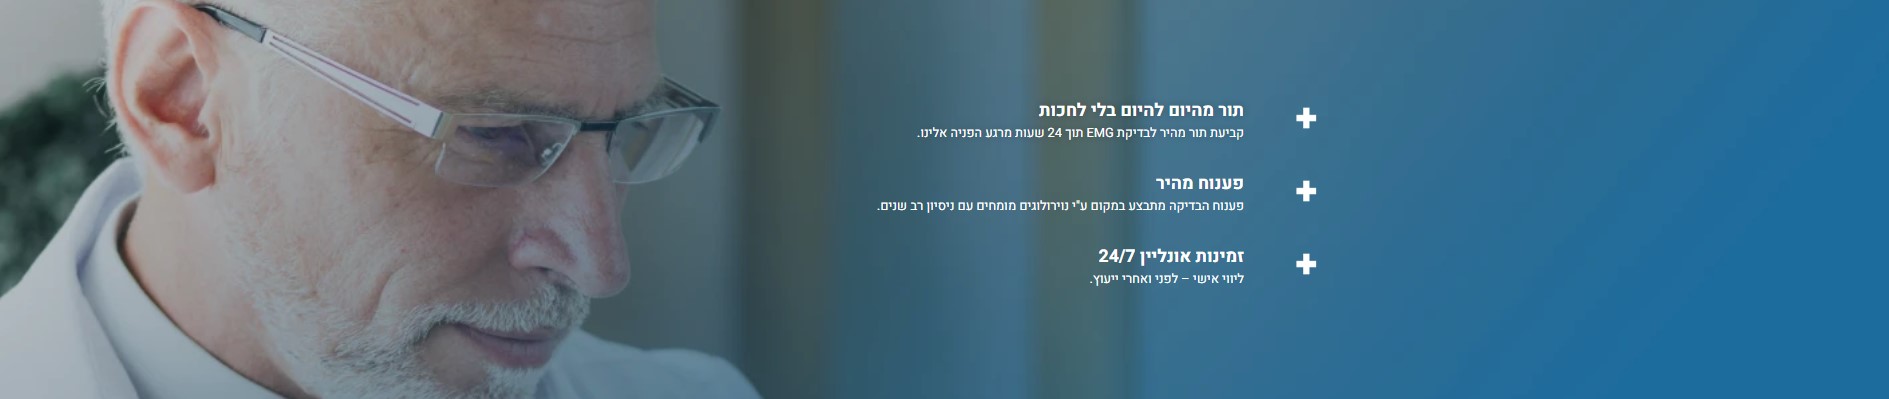 תור מהיום להיום בלי לחכות
קביעת תור מהיר לבדיקת EMG תוך 24 שעות מרגע הפניה אלינו.
פענוח מהיר
פענוח הבדיקה מתבצע במקום ע"י נוירולוגים מומחים עם ניסיון רב שנים.
זמינות אונליין 24/7
ליווי אישי – לפני ואחרי ייעוץ.